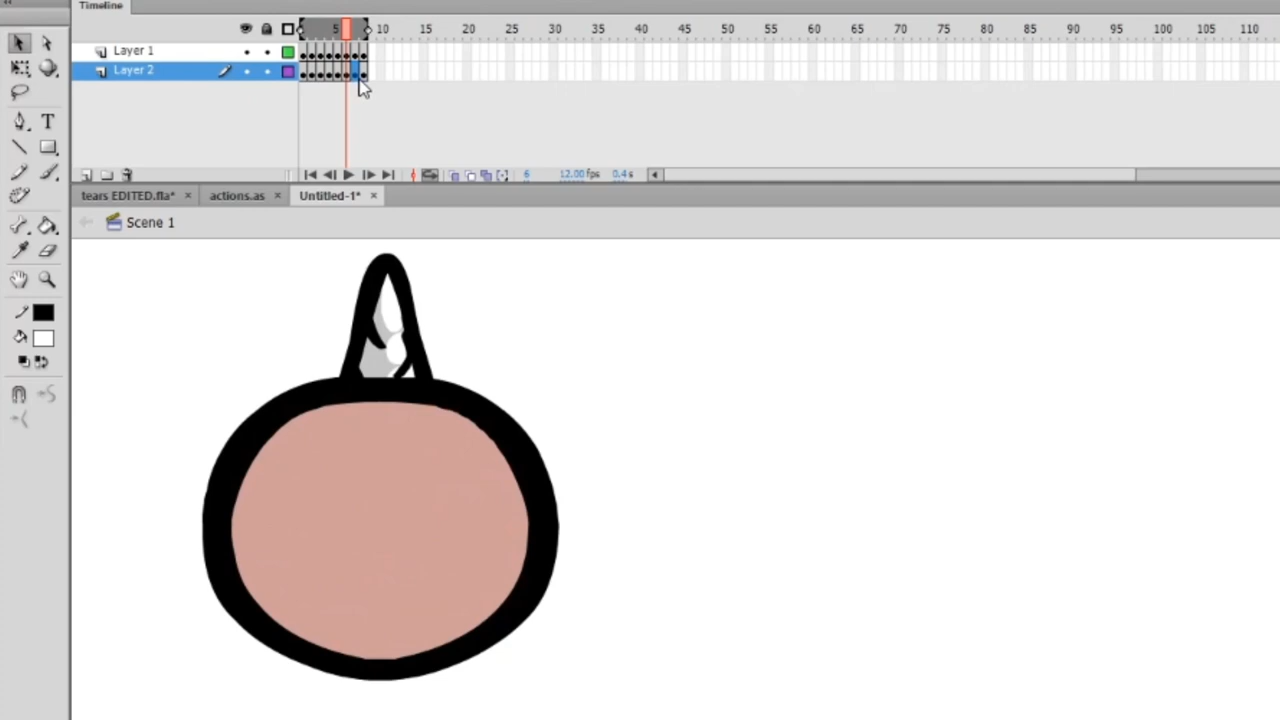 Timeline
5 10 15 20 25 30 35 40 45 50 55 60 65 70 75 80 85 90 95 100 105 110
Layer 1
Layer 2
6 12.00 fps 0.4 s
tears EDITED.fla* × actions.as × Untitled-1* ×
Scene 1